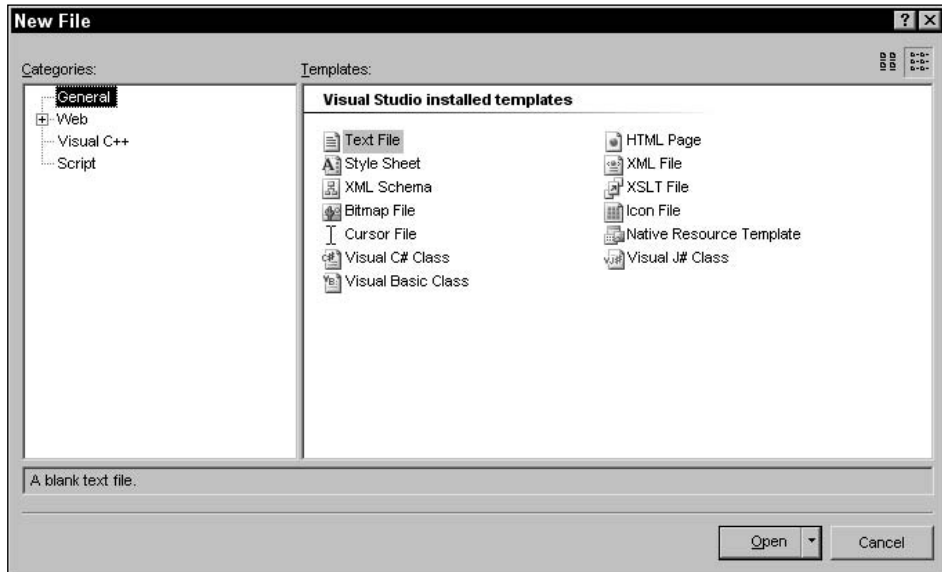 New File
Categories:
Templates:
General
Web
Visual C++
Script
Visual Studio installed templates
Text File
HTML Page
Style Sheet
XML File
XML Schema
XSLT File
Bitmap File
Icon File
Cursor File
Native Resource Template
Visual C# Class
Visual J# Class
Visual Basic Class
A blank text file.
Open
Cancel